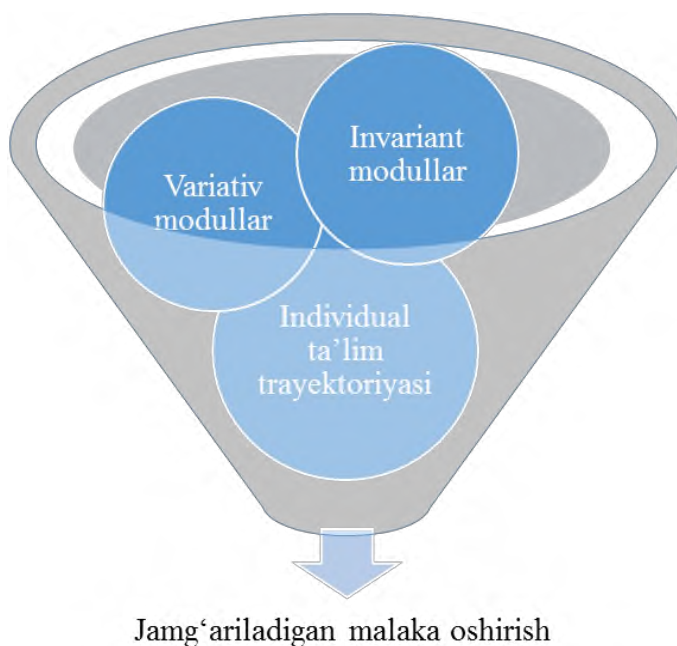 Invariant
modullar
Variativ
modullar
Individual
ta’lim
trayektoriyasi
Jamg‘ariladigan malaka oshirish